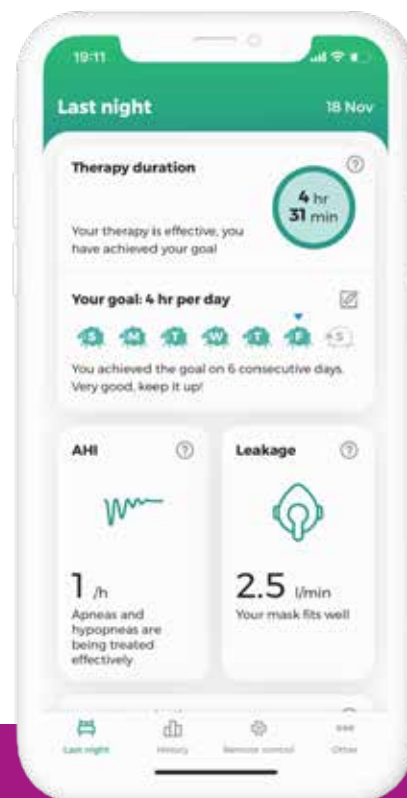 19:11
Last night 18 Nov
Therapy duration
4 hr
31 min
Your therapy is effective, you
have achieved your goal
Your goal: 4 hr per day
S M T W T F S
You achieved the goal on 6 consecutive days.
Very good, keep it up!
AHI
Leakage
1 /h
2.5 l/min
Apneas and
hypopneas are
being treated
effectively
Your mask fits well
Last night History Remote control Other